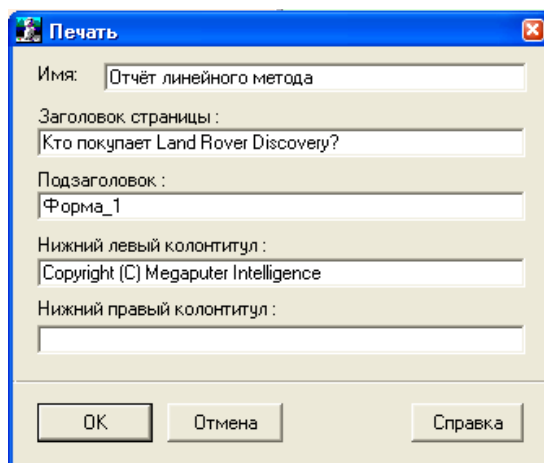 Печать
Имя: Отчёт линейного метода
Заголовок страницы :
Кто покупает Land Rover Discovery?
Подзаголовок :
Форма_1
Нижний левый колонтитул :
Copyright (C) Megaputer Intelligence
Нижний правый колонтитул :
OK Отмена Справка